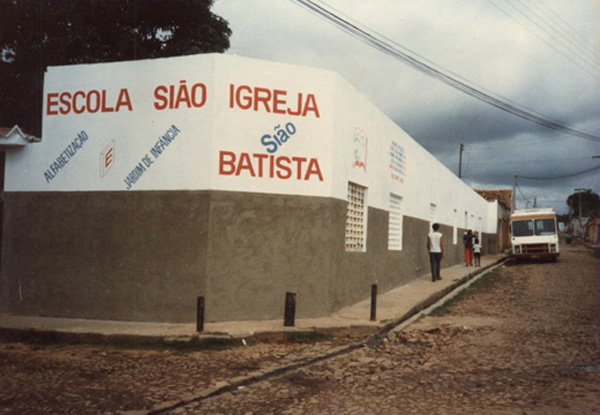 ESCOLA SIÃO
ALFABETIZAÇÃO
E
JARDIM DE INFÂNCIA
IGREJA
Sião
BATISTA